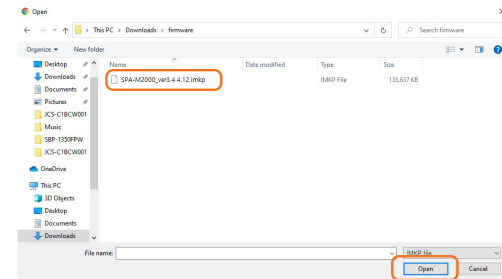 Open
This PC > Downloads > firmware
Search firmware
Organize
New folder
Name
Date modified
Type
Size
SPA-M2000_ver3.4.4.12.imkp
IMKP File
135,637 KB
Desktop
Downloads
Documents
Pictures
JCS-C1BCW001
Music
SBP-1350FPW
JCS-C1BCW001
OneDrive
This PC
3D Objects
Desktop
Documents
Downloads
File name:
IMKP file
Open
Cancel